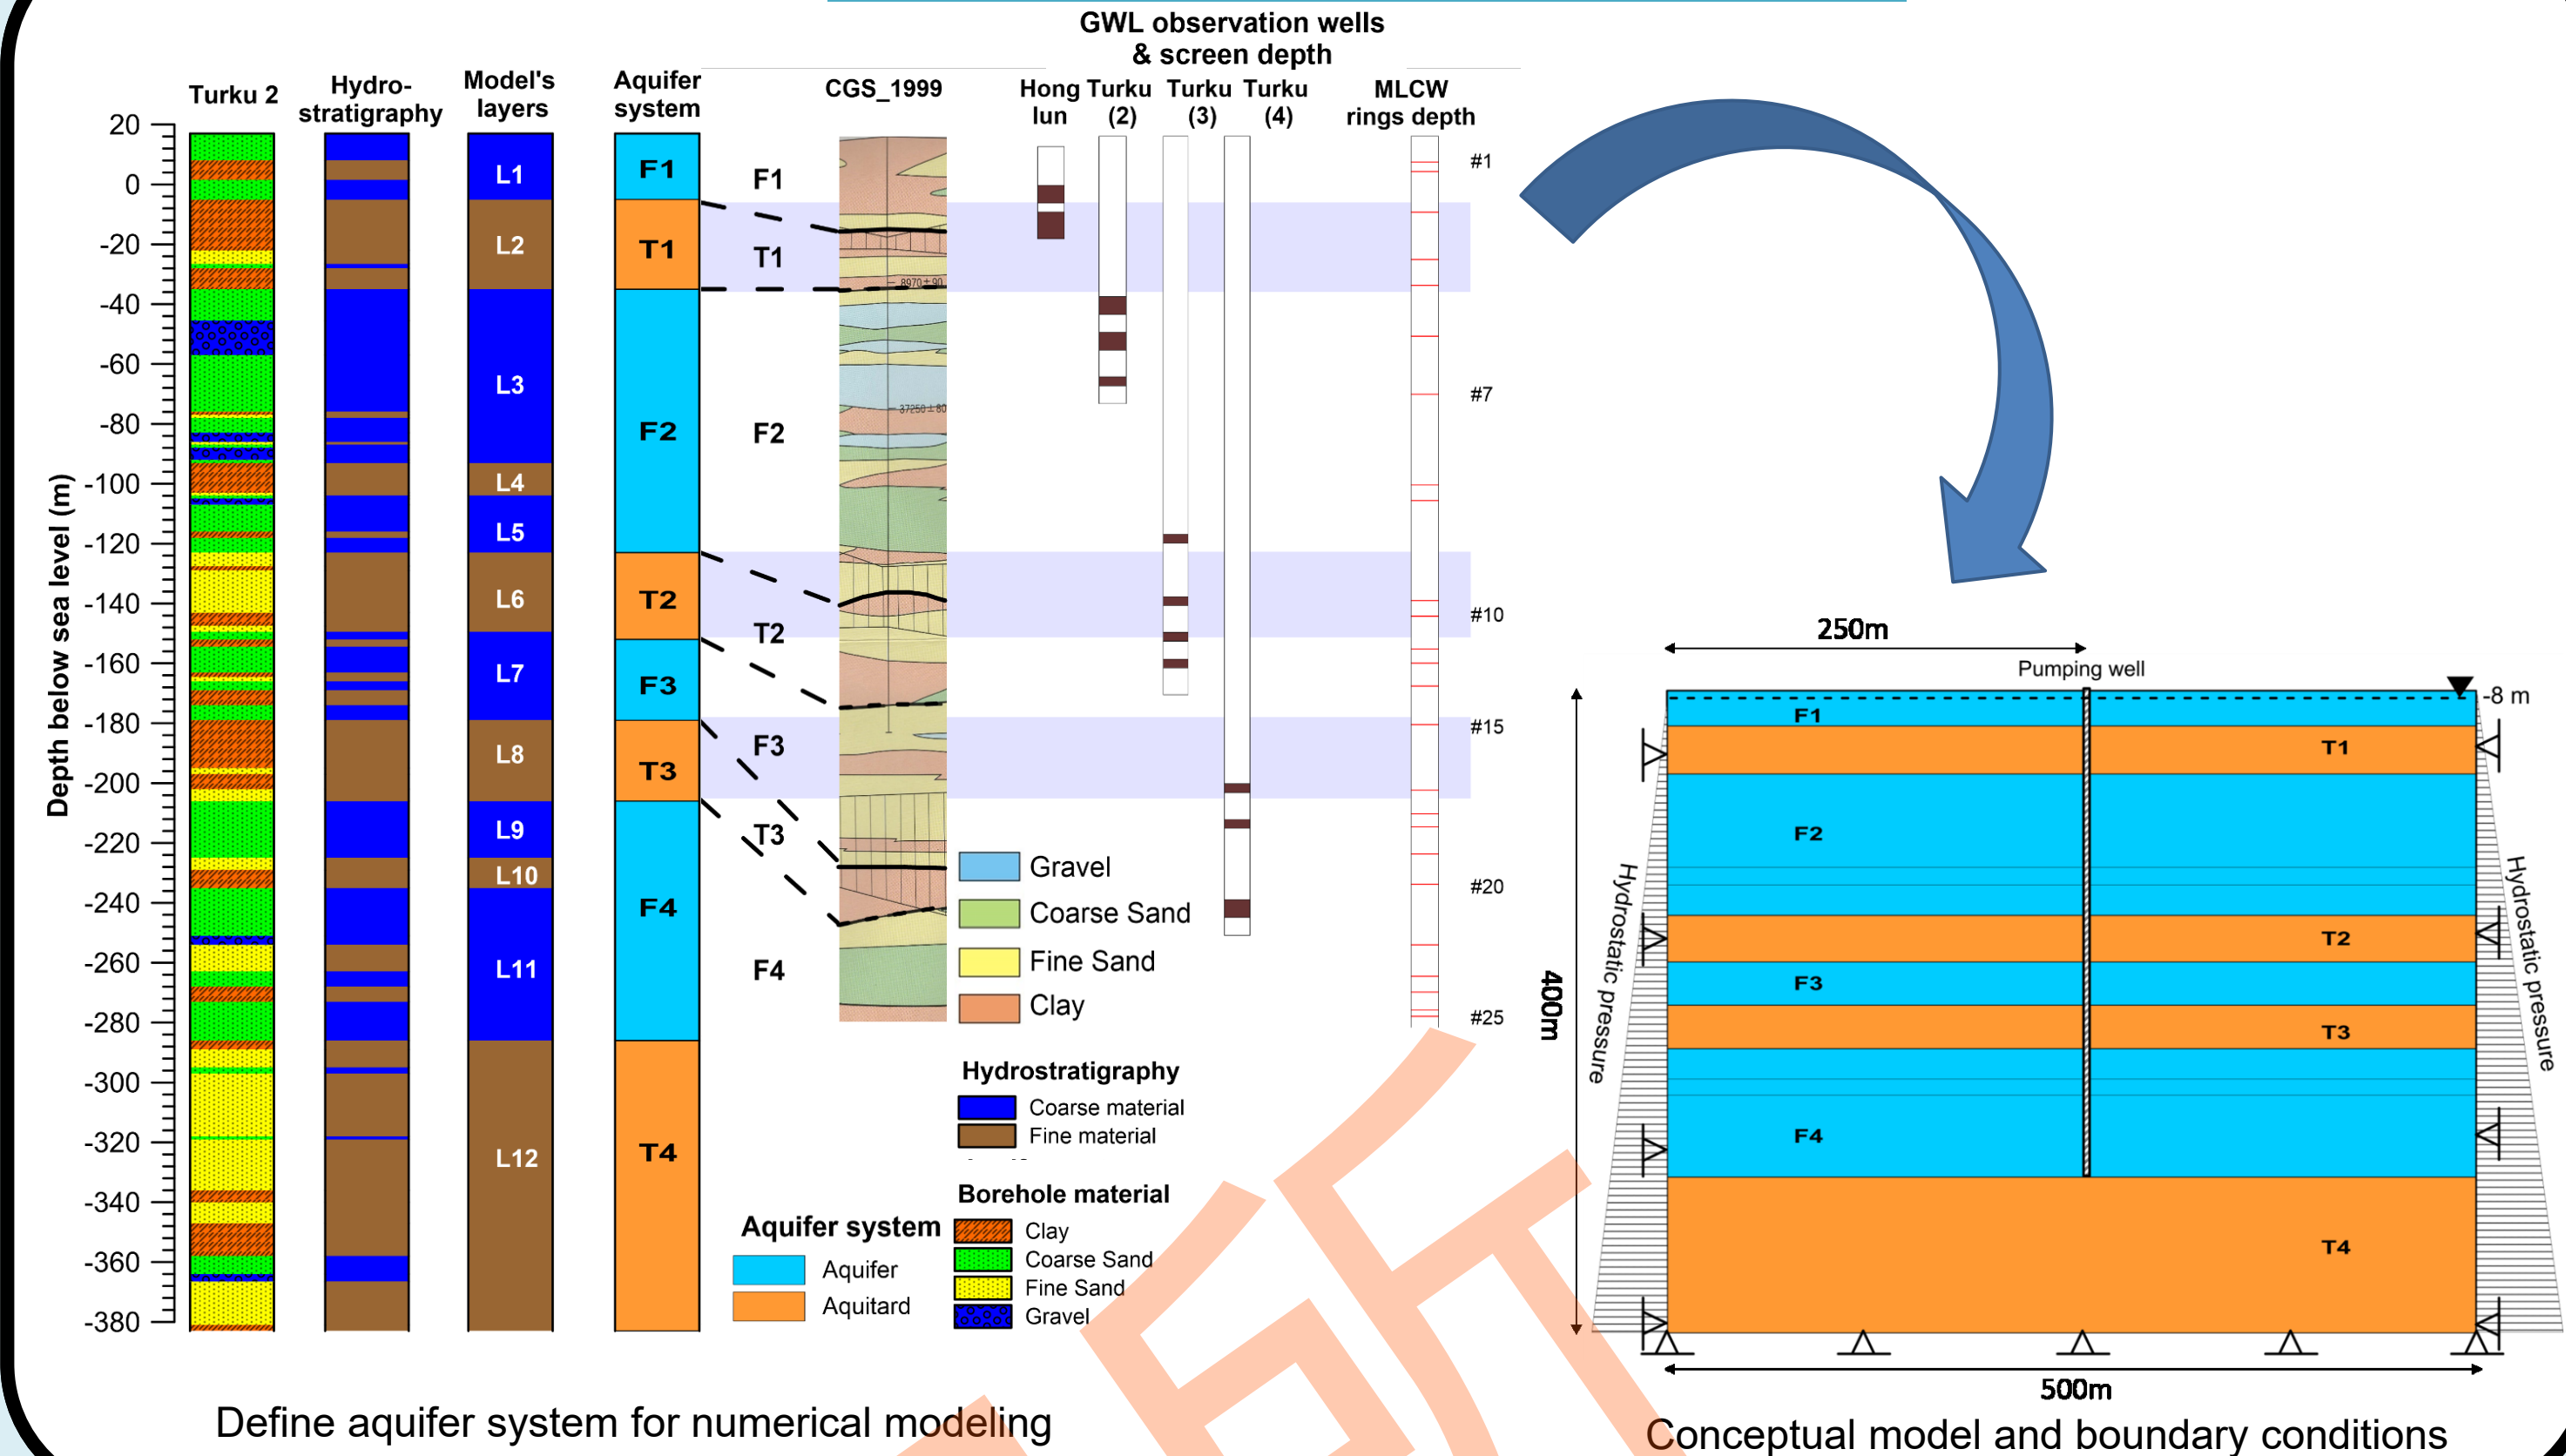 GWL observation wells
& screen depth
Turku 2
Hydro-
stratigraphy
Model's
layers
Aquifer
system
CGS_1999
Hong
lun
Turku
(2)
Turku
(3)
Turku
(4)
MLCW
rings depth
Depth below sea level (m)
20
0
-20
-40
-60
-80
-100
-120
-140
-160
-180
-200
-220
-240
-260
-280
-300
-320
-340
-360
-380
L1
L2
L3
L4
L5
L6
L7
L8
L9
L10
L11
L12
F1
T1
F2
T2
F3
T3
F4
T4
F1
T1
F2
T2
F3
T3
F4
8970±90
37250±80
#1
#7
#10
#15
#20
#25
Gravel
Coarse Sand
Fine Sand
Clay
Hydrostratigraphy
Coarse material
Fine material
Borehole material
Clay
Coarse Sand
Fine Sand
Gravel
Aquifer system
Aquifer
Aquitard
Define aquifer system for numerical modeling
250m
Pumping well
-8 m
F1
T1
F2
T2
F3
T3
F4
T4
Hydrostatic pressure
Hydrostatic pressure
400m
500m
Conceptual model and boundary conditions